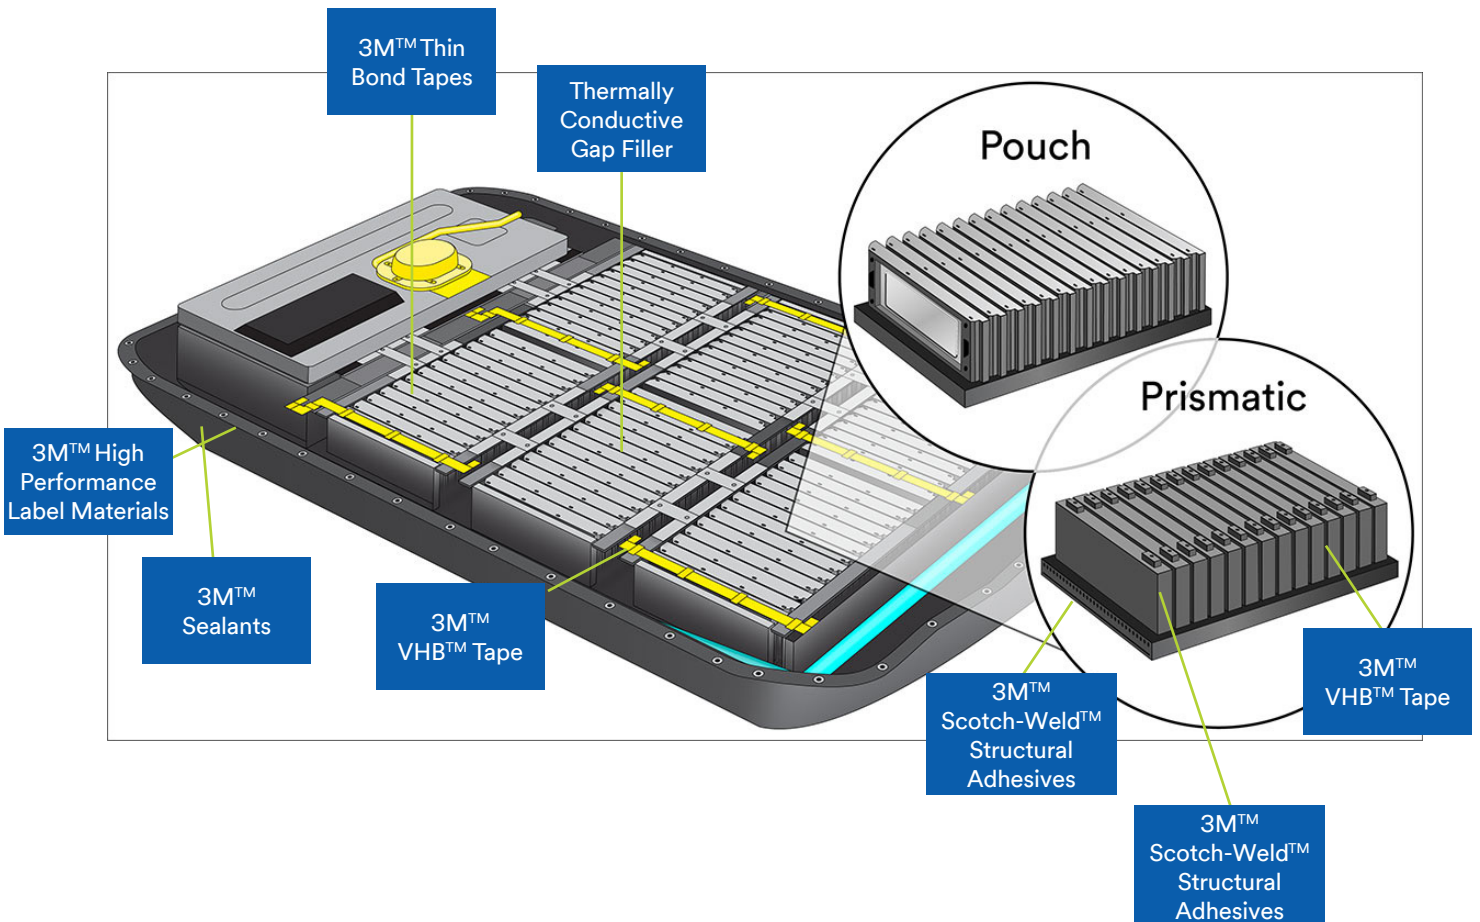 3M™ Thin
Bond Tapes
Thermally
Conductive
Gap Filler
Pouch
Prismatic
3M™ High
Performance
Label Materials
3M™
Sealants
3M™
VHB™ Tape
3M™
Scotch-Weld™
Structural
Adhesives
3M™
VHB™ Tape
3M™
Scotch-Weld™
Structural
Adhesives